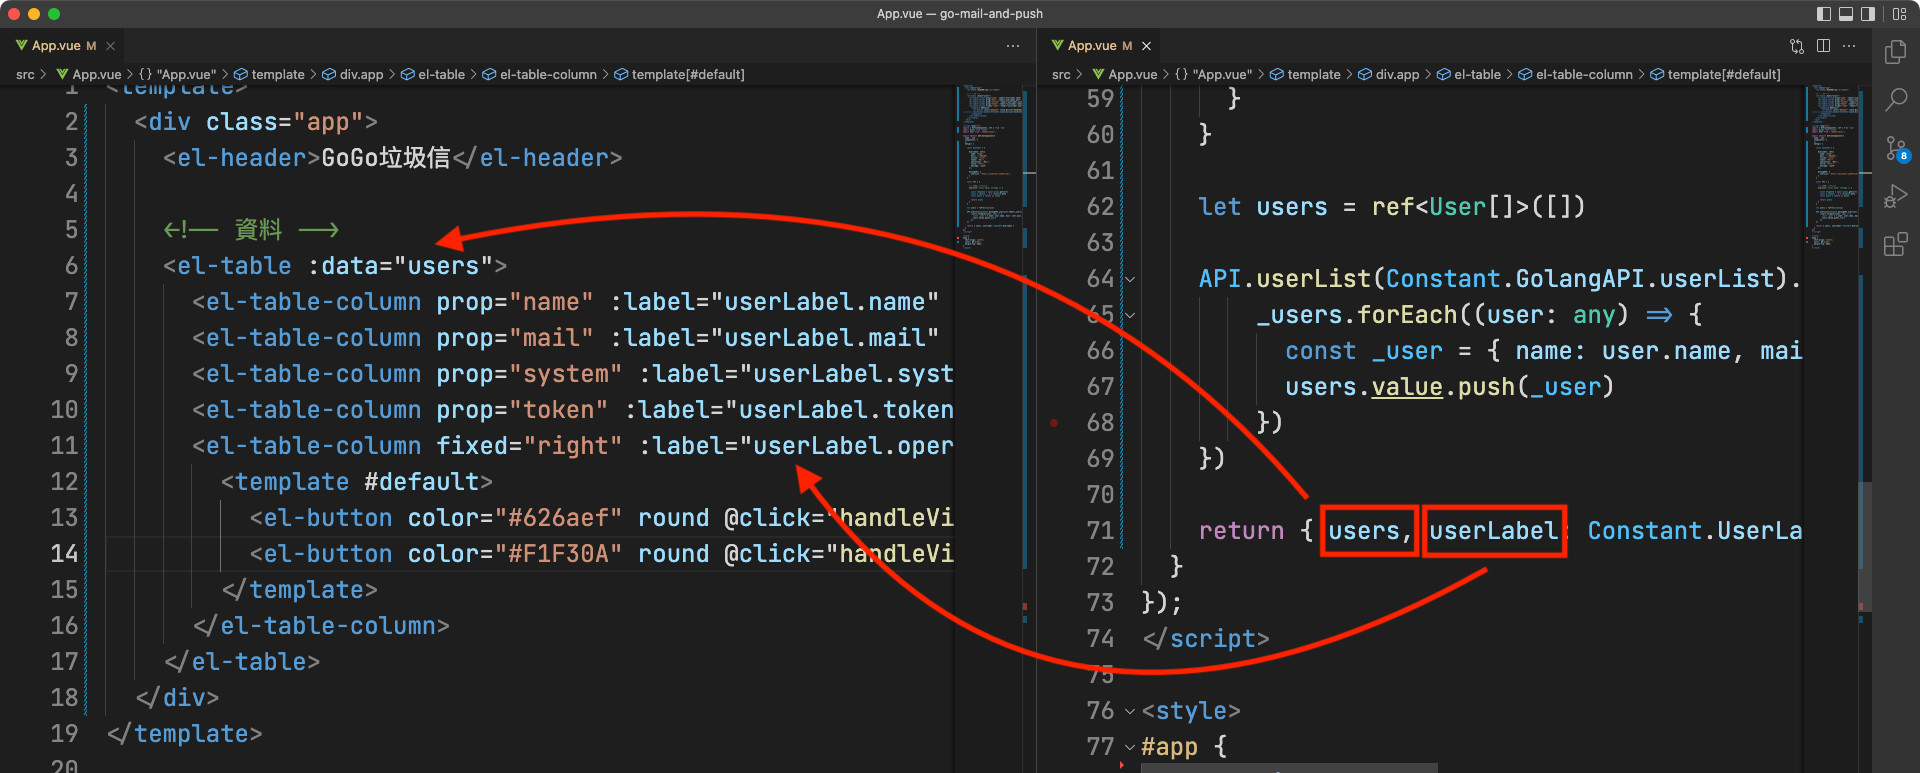 App.vue — go-mail-and-push
App.vue M
src > App.vue > {} "App.vue" > template > div.app > el-table > el-table-column > template[#default]
1 <template>
2 <div class="app">
3 <el-header>GoGo垃圾信</el-header>
4
5 <!-- 資料 -->
6 <el-table :data="users">
7 <el-table-column prop="name" :label="userLabel.name"
8 <el-table-column prop="mail" :label="userLabel.mail"
9 <el-table-column prop="system" :label="userLabel.syst
10 <el-table-column prop="token" :label="userLabel.token
11 <el-table-column fixed="right" :label="userLabel.oper
12 <template #default>
13 <el-button color="#626aef" round @click="handleVi
14 <el-button color="#F1F30A" round @click="handleVi
15 </template>
16 </el-table-column>
17 </el-table>
18 </div>
19 </template>
20
App.vue M
src > App.vue > {} "App.vue" > template > div.app > el-table > el-table-column > template[#default]
59 }
60 }
61
62 let users = ref<User[]>([])
63
64 API.userList(Constant.GolangAPI.userList).
65 _users.forEach((user: any) => {
66 const _user = { name: user.name, mai
67 users.value.push(_user)
68 })
69 })
70
71 return { users, userLabel: Constant.UserLa
72 }
73 });
74 </script>
75
76 <style>
77 #app {
8